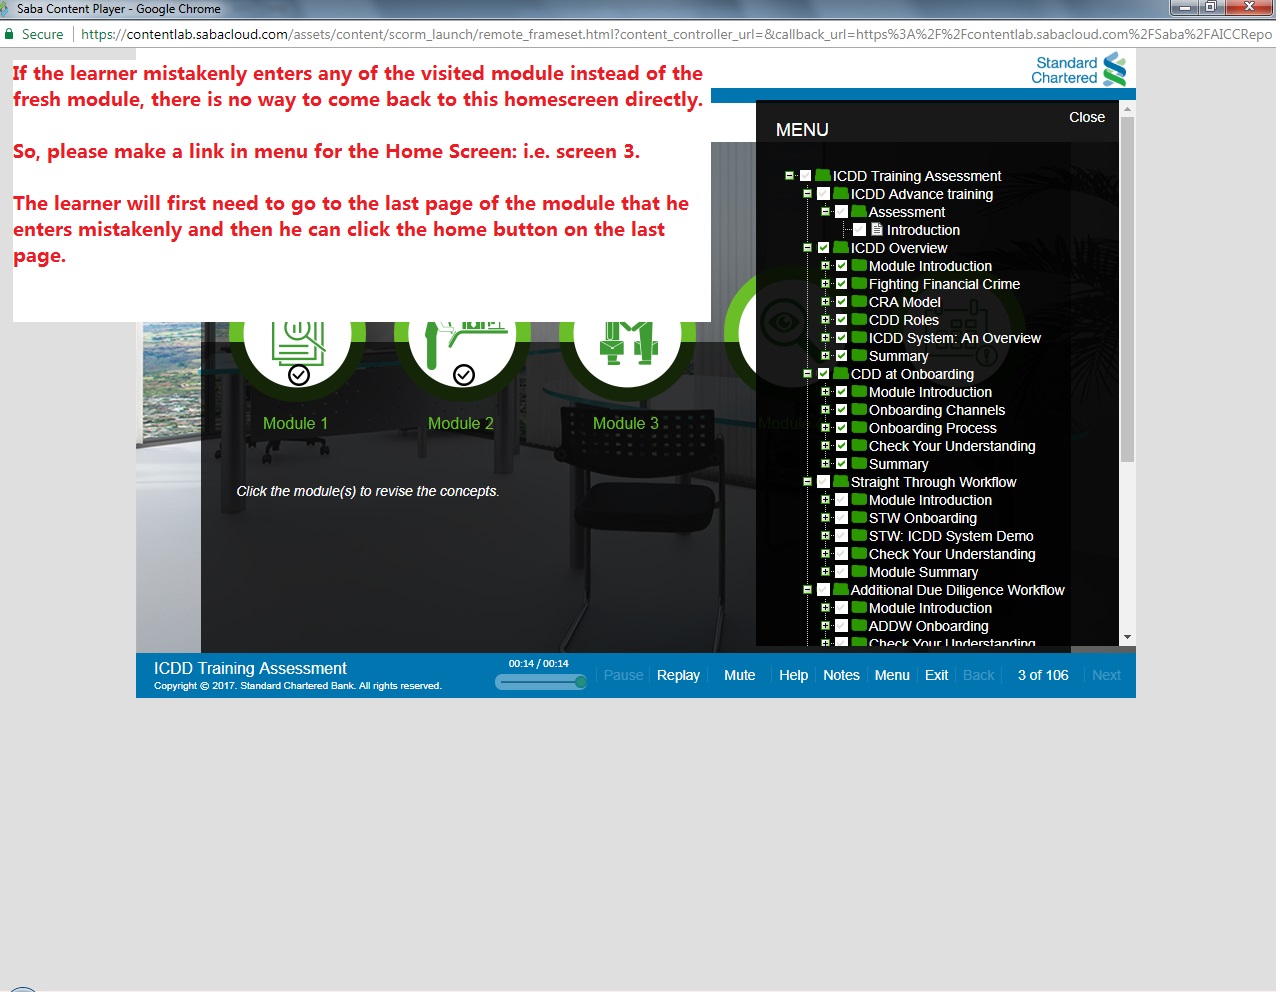 Saba Content Player - Google Chrome
Secure https://contentlab.sabacloud.com/assets/content/scorm_launch/remote_frameset.html?content_controller_url=&callback_url=https%3A%2F%2Fcontentlab.sabacloud.com%2FSaba%2FAICCRepo
If the learner mistakenly enters any of the visited module instead of the
fresh module, there is no way to come back to this homescreen directly.
So, please make a link in menu for the Home Screen: i.e. screen 3.
The learner will first need to go to the last page of the module that he
enters mistakenly and then he can click the home button on the last
page.
Standard
Chartered
Close
MENU
ICDD Training Assessment
ICDD Advance training
Assessment
Introduction
ICDD Overview
Module Introduction
Fighting Financial Crime
CRA Model
CDD Roles
ICDD System: An Overview
Summary
CDD at Onboarding
Module Introduction
Onboarding Channels
Onboarding Process
Check Your Understanding
Summary
Straight Through Workflow
Module Introduction
STW Onboarding
STW: ICDD System Demo
Check Your Understanding
Module Summary
Additional Due Diligence Workflow
Module Introduction
ADDW Onboarding
Check Your Understanding
Module 1 Module 2 Module 3 Module
Click the module(s) to revise the concepts.
ICDD Training Assessment
Copyright © 2017. Standard Chartered Bank. All rights reserved.
00:14 / 00:14
Pause Replay Mute Help Notes Menu Exit Back 3 of 106 Next